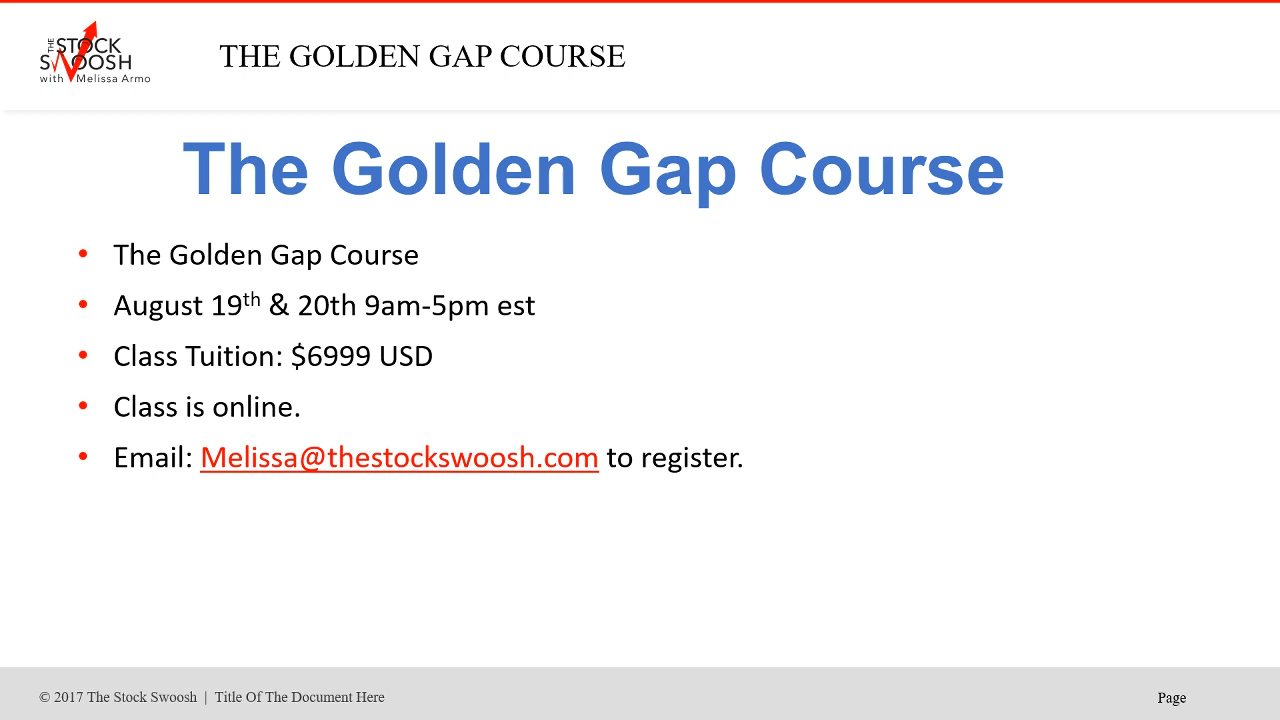 THE STOCK
SWOOSH
with Melissa Armo
THE GOLDEN GAP COURSE
The Golden Gap Course
• The Golden Gap Course
• August 19th & 20th 9am-5pm est
• Class Tuition: $6999 USD
• Class is online.
• Email: Melissa@thestockswoosh.com to register.
© 2017 The Stock Swoosh | Title Of The Document Here
Page